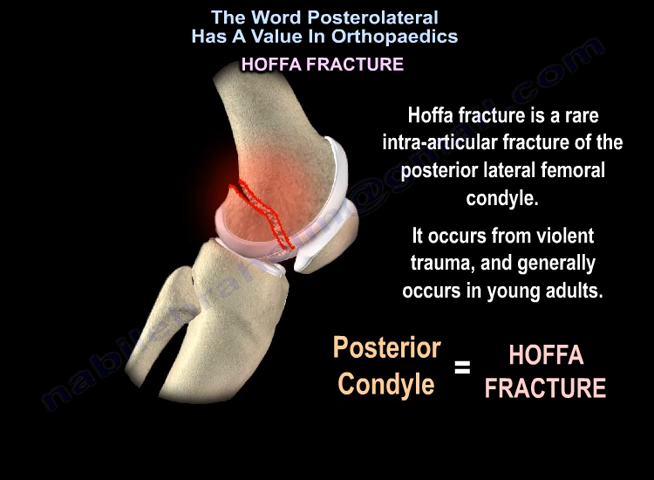 The Word Posterolateral
Has A Value In Orthopaedics
HOFFA FRACTURE
Hoffa fracture is a rare
intra-articular fracture of the
posterior lateral femoral
condyle.
It occurs from violent
trauma, and generally
occurs in young adults.
Posterior
Condyle
=
HOFFA
FRACTURE